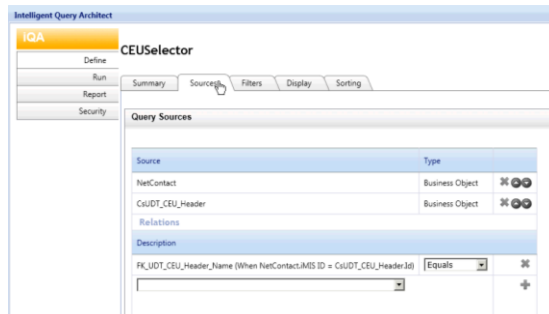 Intelligent Query Architect
iQA
Define
Run
Report
Security
CEUSelector
Summary Sources Filters Display Sorting
Query Sources
Source Type
NetContact Business Object
CsUDT_CEU_Header Business Object
Relations
Description
FK_UDT_CEU_Header_Name (When NetContact.iMIS ID = CsUDT_CEU_Header.Id) Equals